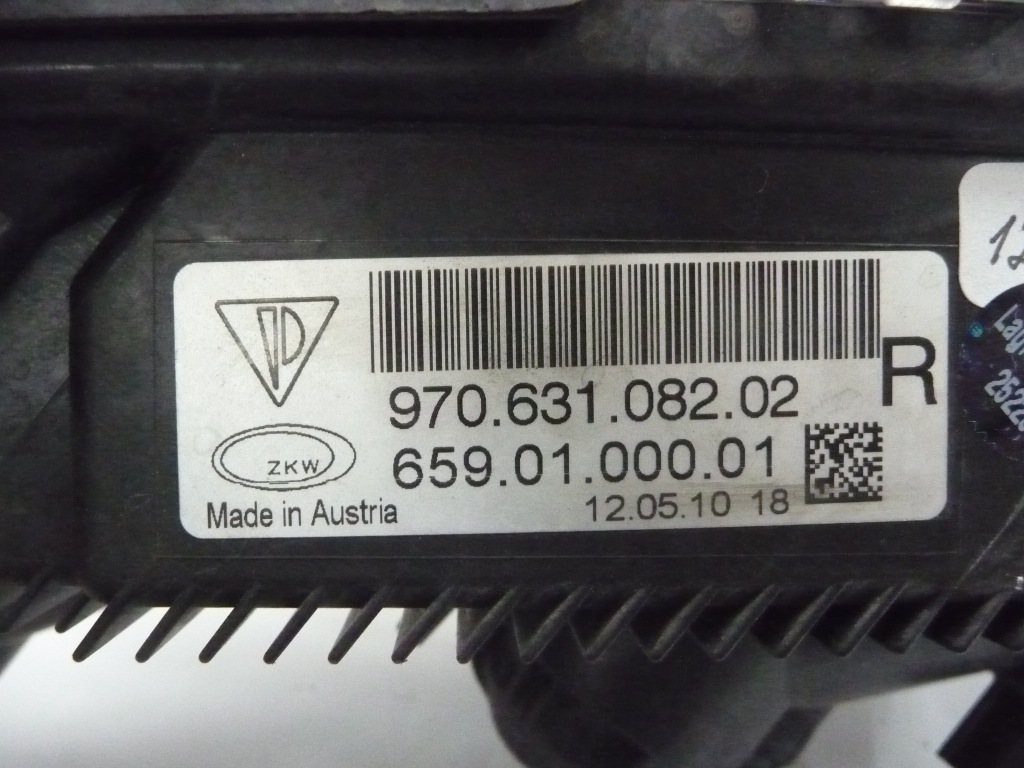 970.631.082.02
R
659.01.000.01
ZKW
Made in Austria
12.05.10 18